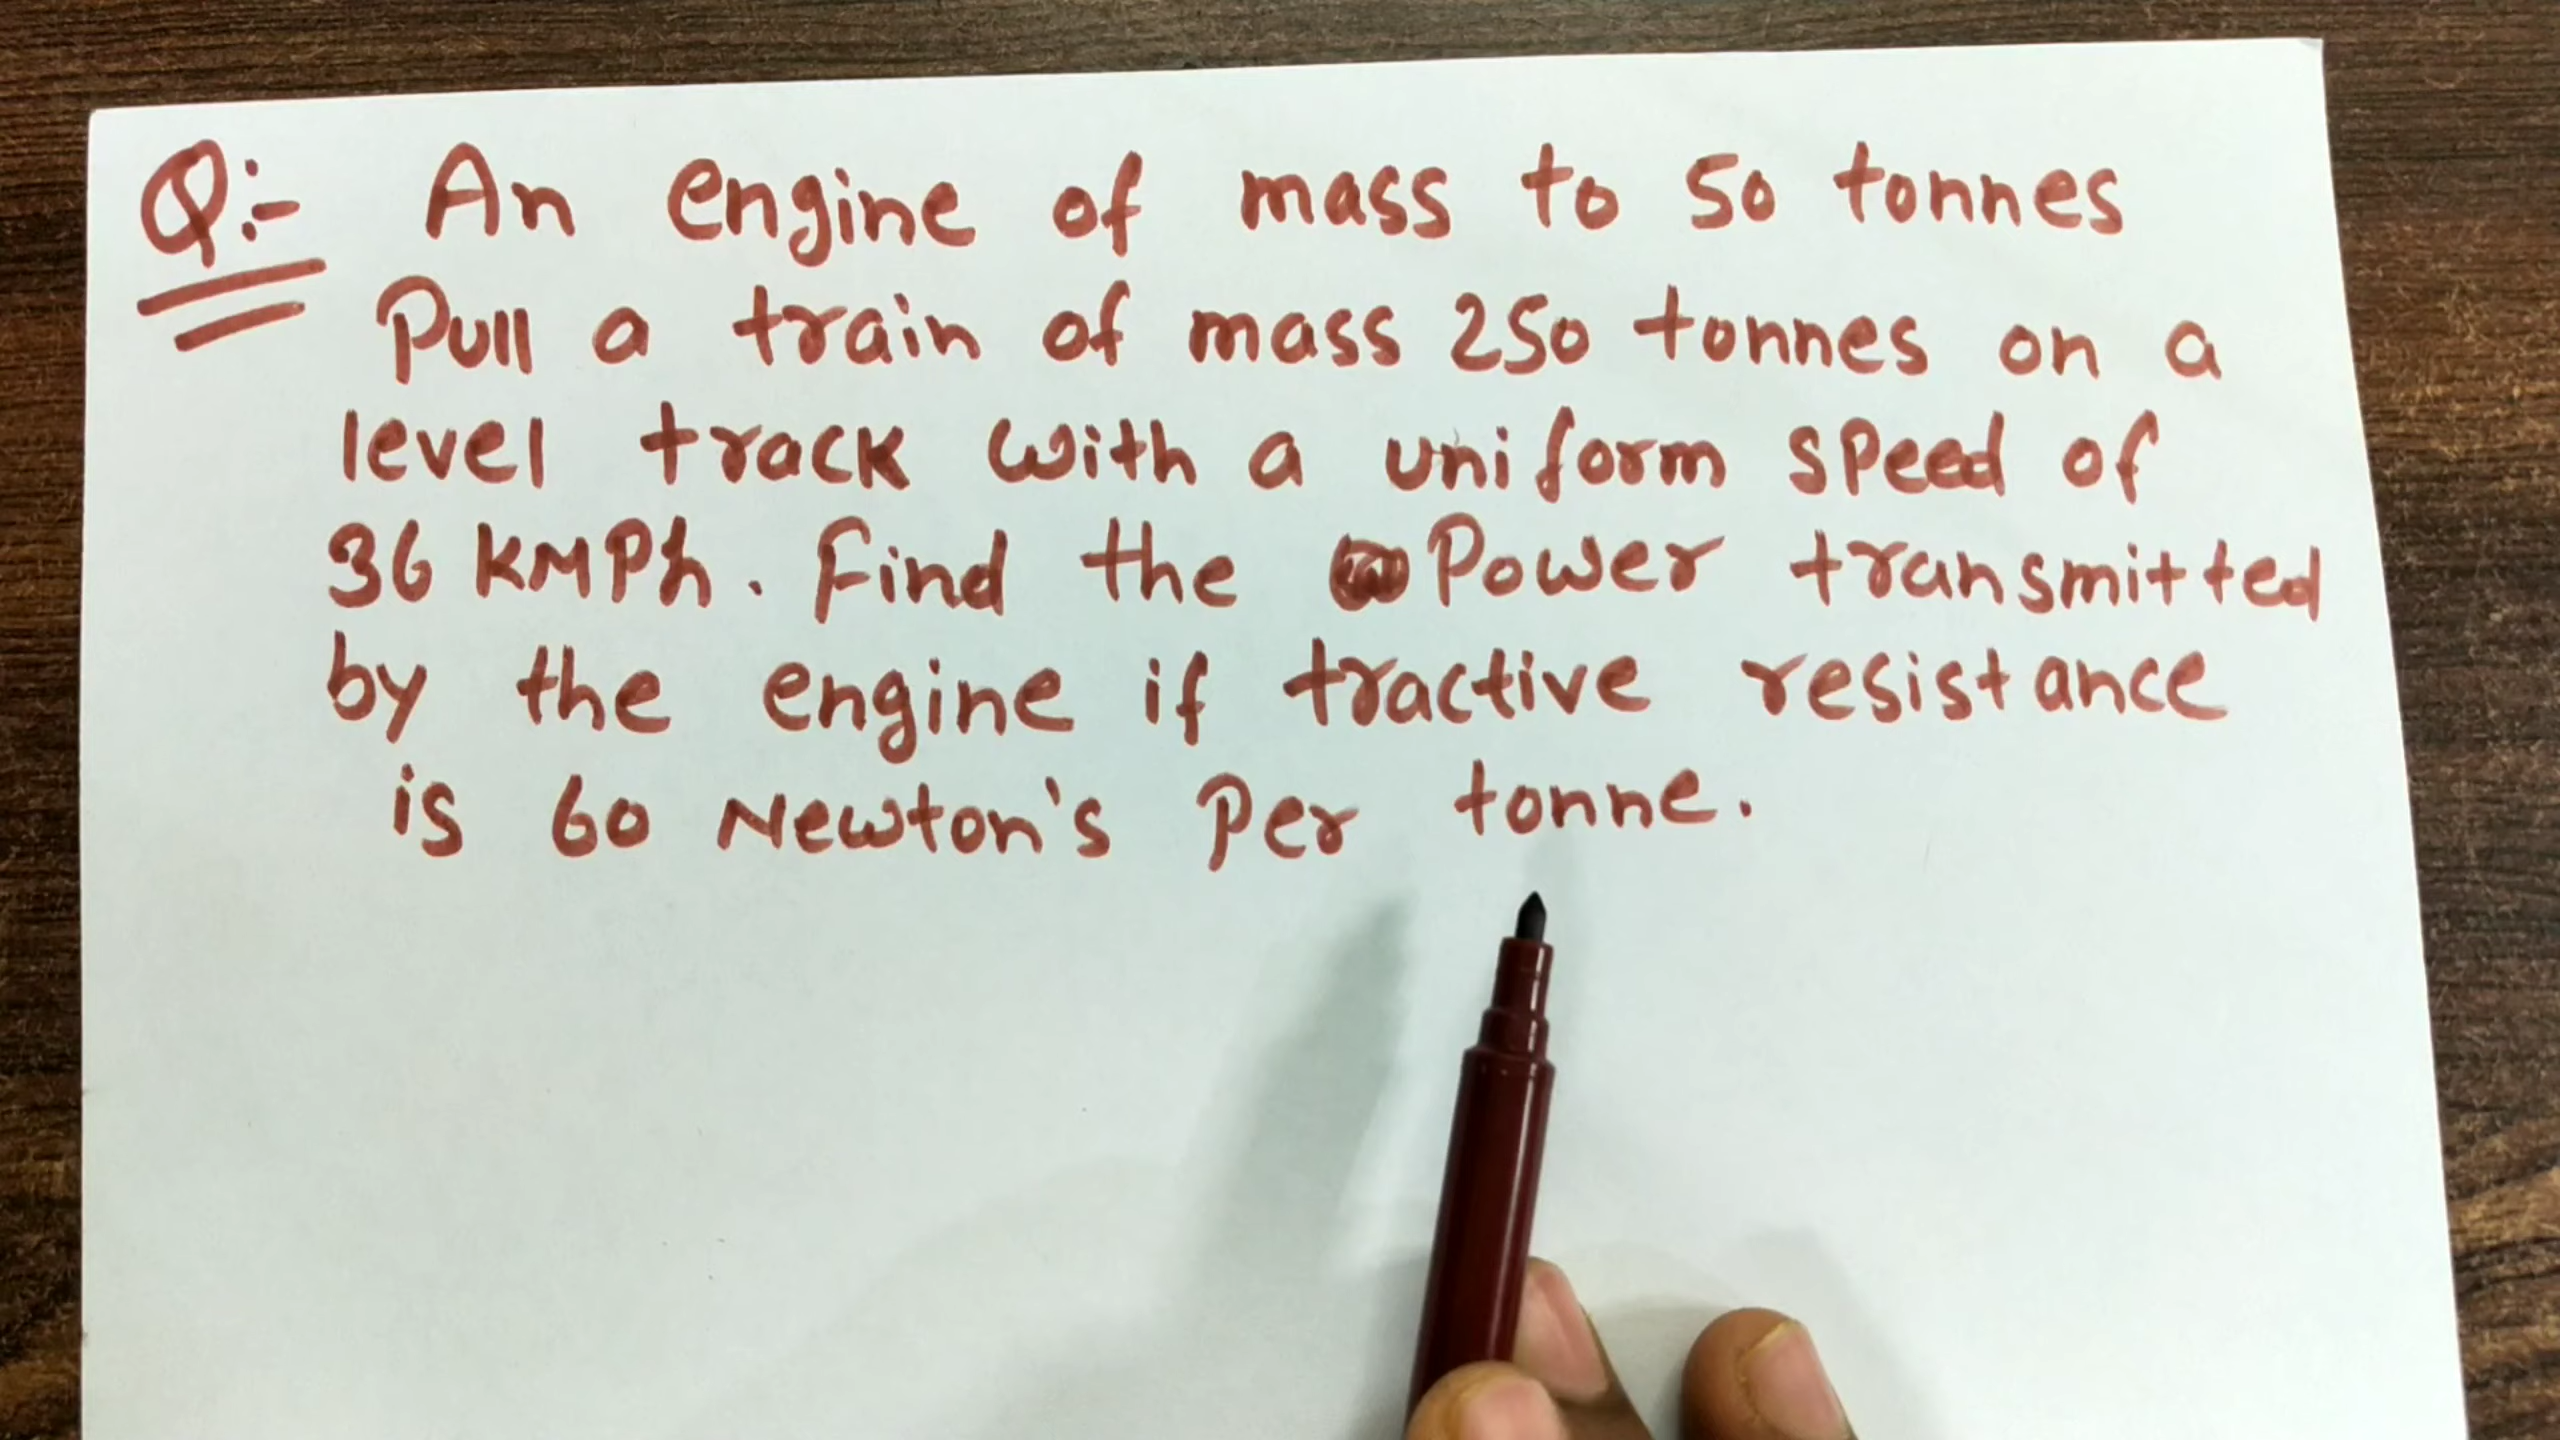 Q:- An engine of mass to 50 tonnes
Pull a train of mass 250 tonnes on a
level track with a uniform speed of
36 KMPh. Find the Power transmitted
by the engine if tractive resistance
is 60 Newton's Per tonne.